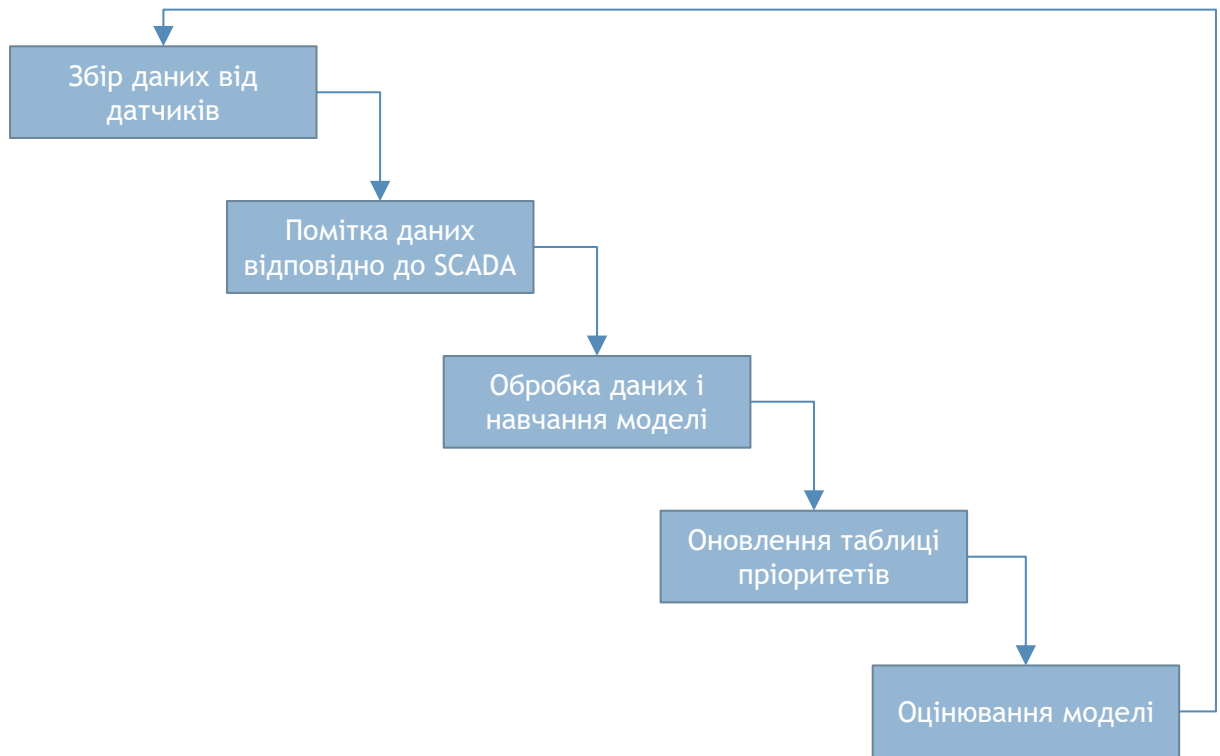 Збір даних від
датчиків
Помітка даних
відповідно до SCADA
Обробка даних і
навчання моделі
Оновлення таблиці
пріоритетів
Оцінювання моделі